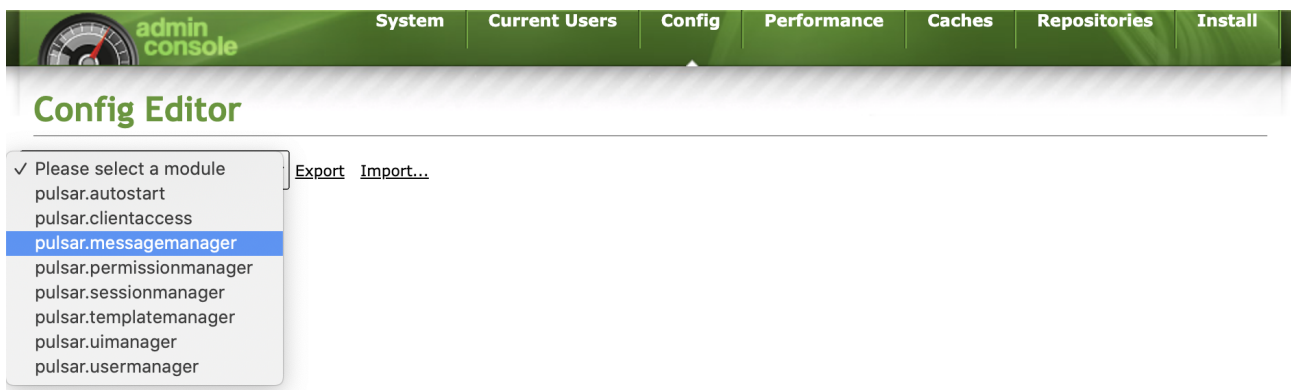 admin
console
System Current Users Config Performance Caches Repositories Install
Config Editor
✓ Please select a module
Export Import...
pulsar.autostart
pulsar.clientaccess
pulsar.messagemanager
pulsar.permissionmanager
pulsar.sessionmanager
pulsar.templatemanager
pulsar.uimanager
pulsar.usermanager